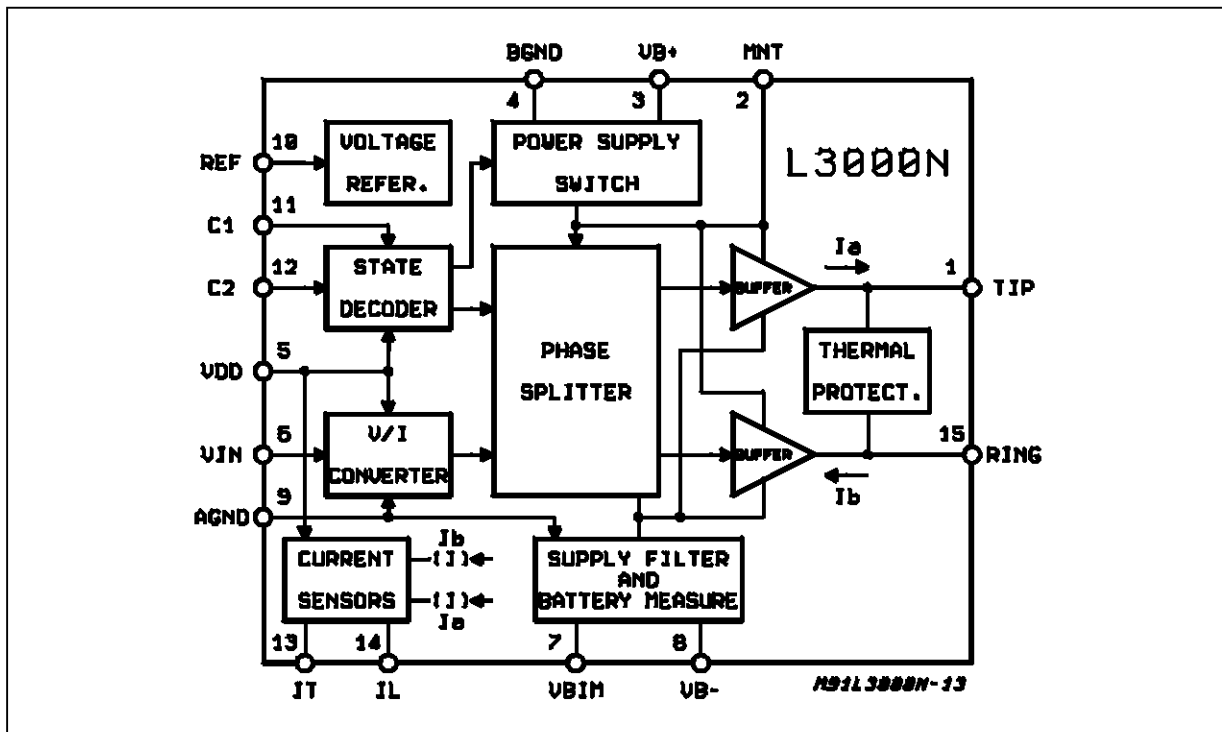 BGND
VB+
MNT
4
3
2
10
REF
VOLTAGE
REFER.
POWER SUPPLY
SWITCH
L3000N
11
C1
12
C2
STATE
DECODER
Ia
BUFFER
1
TIP
5
VDD
PHASE
SPLITTER
THERMAL
PROTECT.
6
VIN
V/I
CONVERTER
BUFFER
15
RING
Ib
9
AGND
CURRENT
SENSORS
Ib
(I)
(I)
Ia
SUPPLY FILTER
AND
BATTERY MEASURE
13
14
7
8
IT
IL
VBIM
VB-
M91L3000N-13